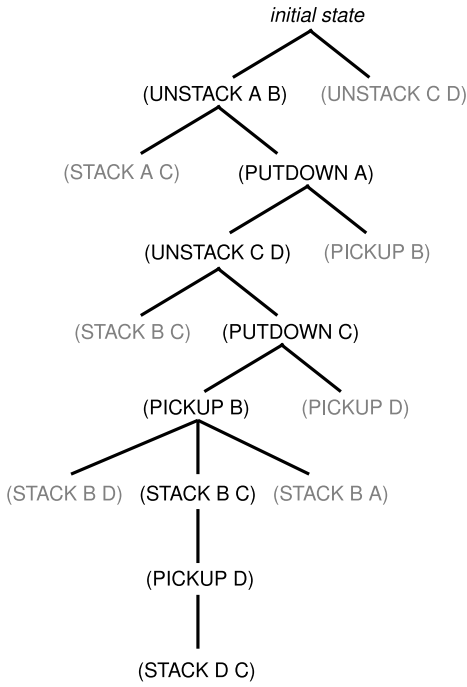 initial state
(UNSTACK A B) (UNSTACK C D)
(STACK A C) (PUTDOWN A)
(UNSTACK C D) (PICKUP B)
(STACK B C) (PUTDOWN C)
(PICKUP B) (PICKUP D)
(STACK B D) (STACK B C) (STACK B A)
(PICKUP D)
(STACK D C)